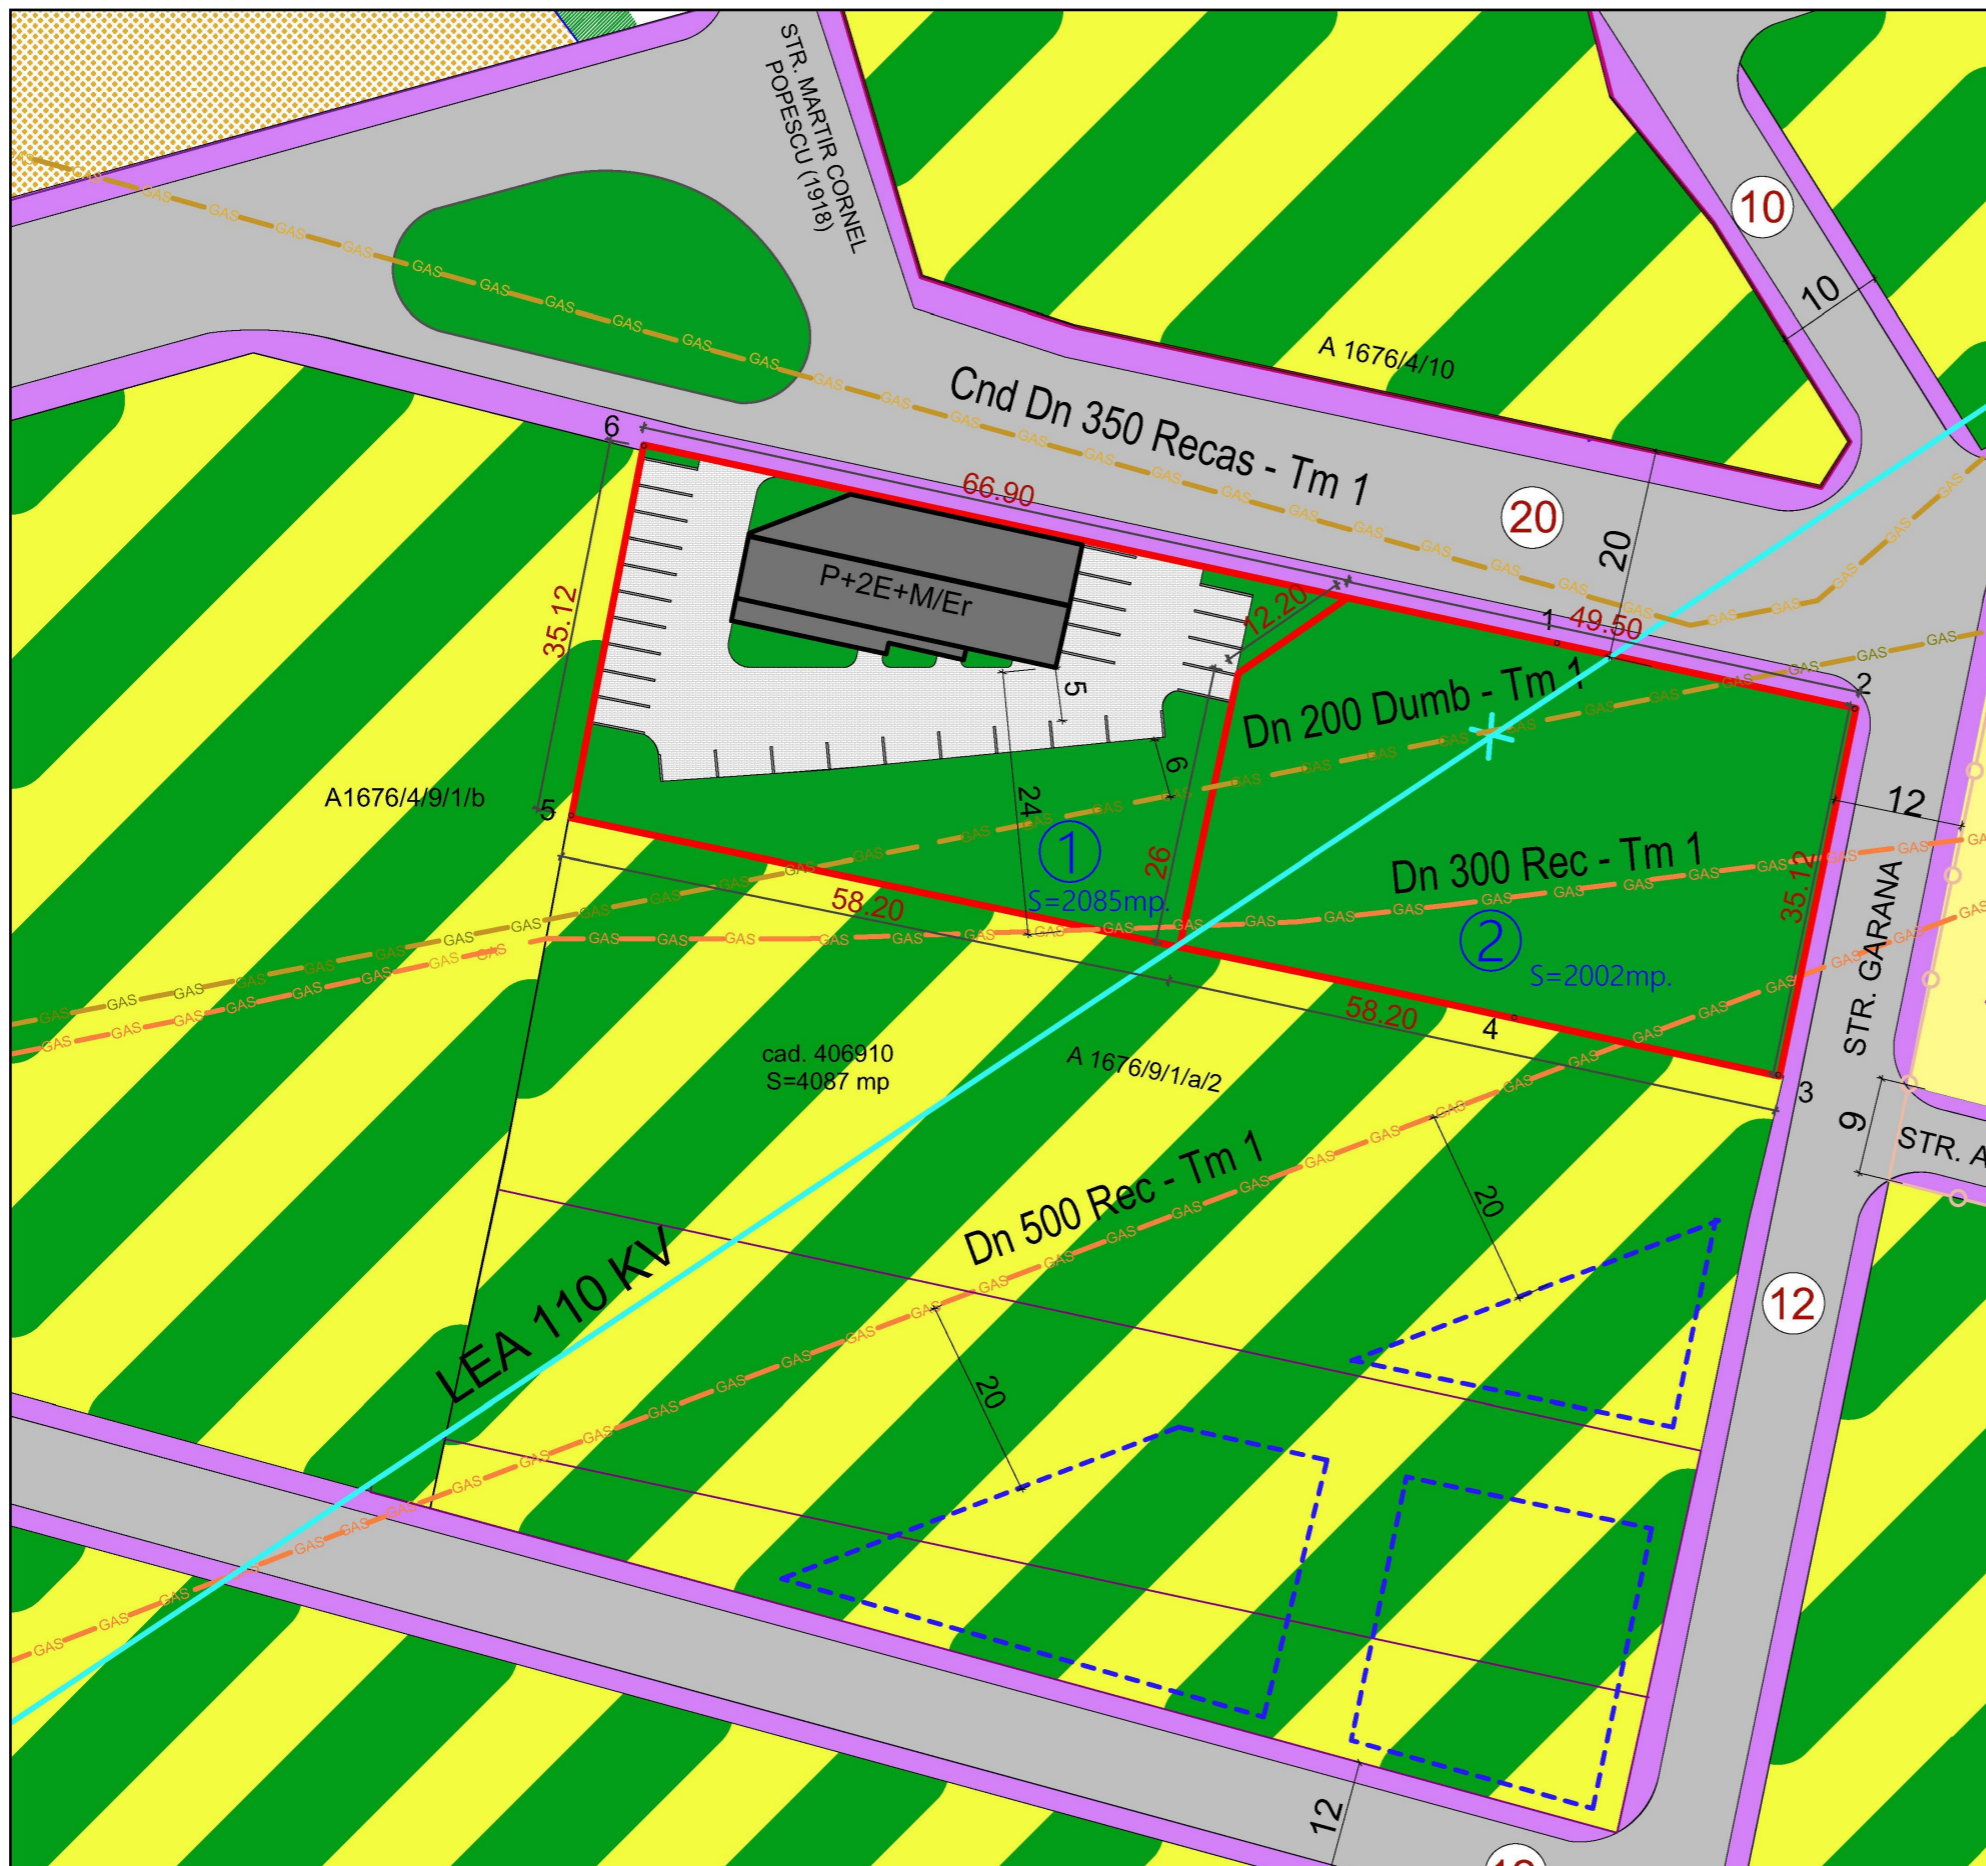 STR. MARTIR CORNEL
POPESCU (1918)
10
10
A 1676/4/10
Cnd Dn 350 Recas - Tm 1
6
66.90
20
20
P+2E+M/Er
12.20
1
49.50
35.12
2
5
Dn 200 Dumb - Tm 1
6
A1676/4/9/1/b
5
24
12
1
26
Dn 300 Rec - Tm 1
S=2085mp.
58.20
35.12
2
S=2002mp.
STR. GARANA
58.20
4
cad. 406910
S=4087 mp
A 1676/9/1/a/2
3
9
STR. A
Dn 500 Rec - Tm 1
20
LEA 110 KV
12
20
12
GAS